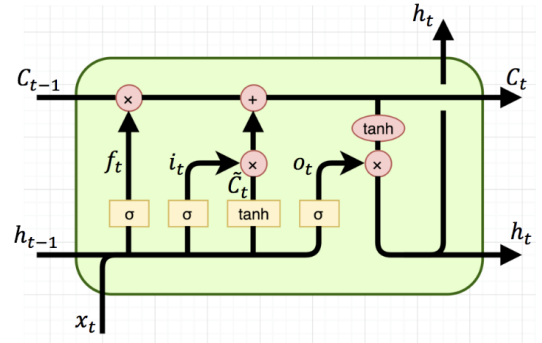 h_t
C_{t-1}
C_t
×
+
tanh
f_t
i_t
×
o_t
×
C̃_t
σ
σ
tanh
σ
h_{t-1}
h_t
x_t